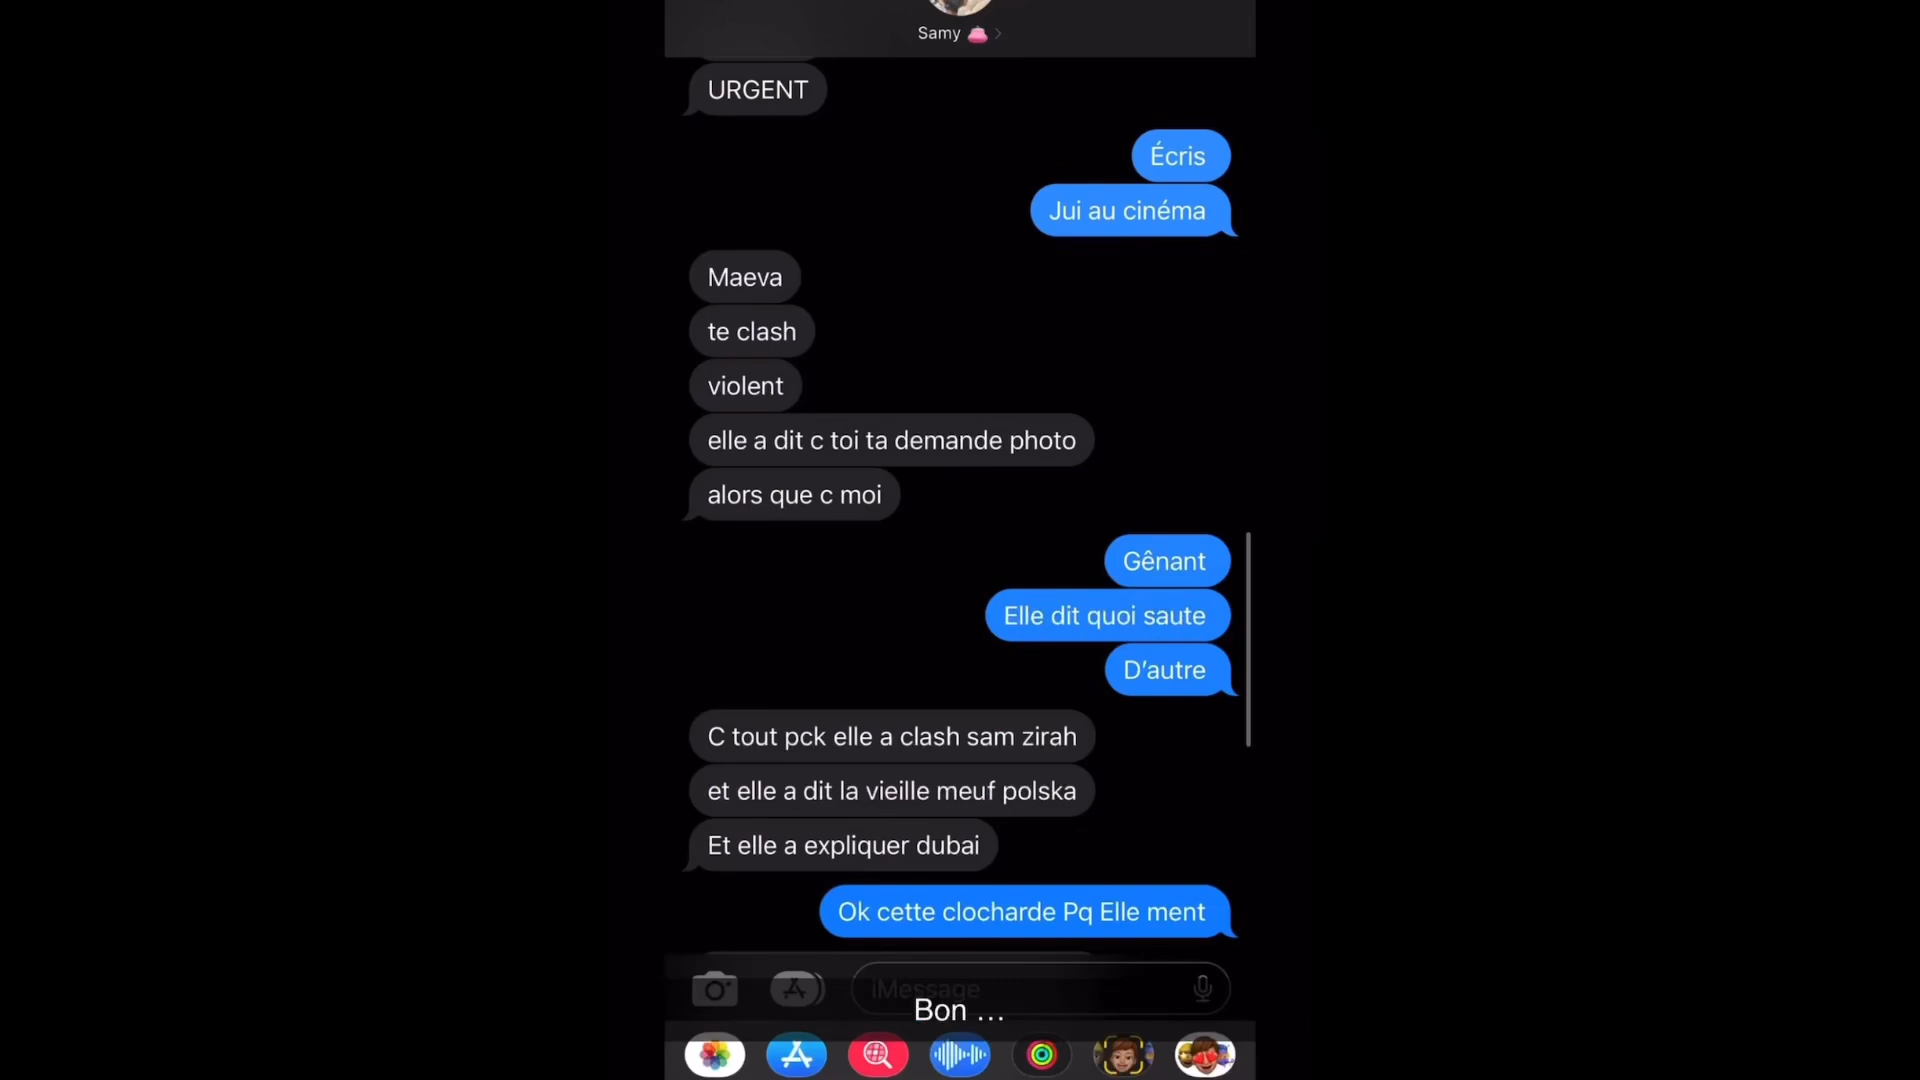 Samy
URGENT
Écris
Jui au cinéma
Maeva
te clash
violent
elle a dit c toi ta demande photo
alors que c moi
Gênant
Elle dit quoi saute
D’autre
C tout pck elle a clash sam zirah
et elle a dit la vieille meuf polska
Et elle a expliquer dubai
Ok cette clocharde Pq Elle ment
iMessage
Bon ...